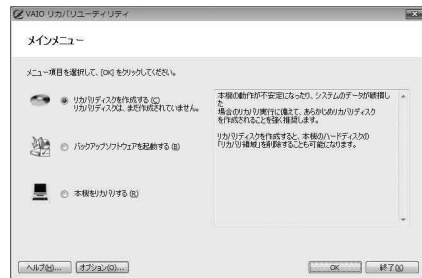 VAIO リカバリユーティリティ
メインメニュー
メニュー項目を選択して、[OK] をクリックしてください。
リカバリディスクを作成する (C)
リカバリディスクは、まだ作成されていません。
バックアップソフトウェアを起動する (B)
本機をリカバリする (R)
本機の動作が不安定になったり、システムのデータが破損し
た
場合のリカバリ実行に備えて、あらかじめリカバリディスク
を作成されることを強く推奨します。
リカバリディスクを作成すると、本機のハードディスクの
「リカバリ領域」を削除することも可能になります。
ヘルプ(H)...
オプション(O)...
OK
終了(X)